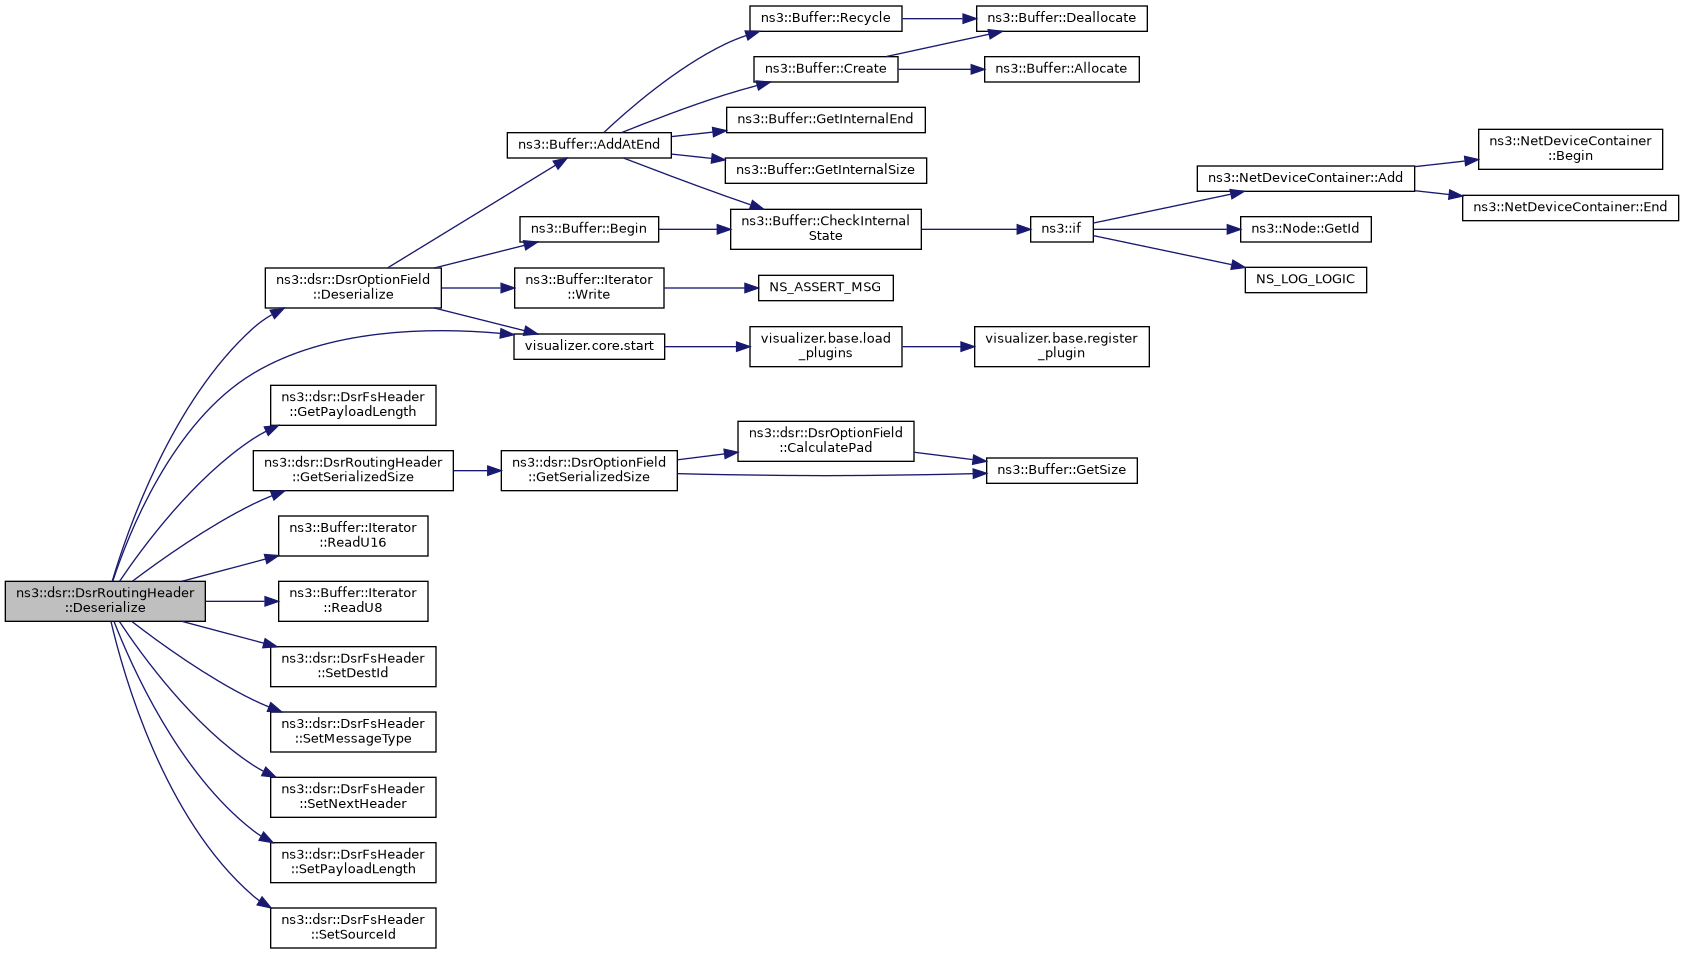 ns3::Buffer::Recycle
ns3::Buffer::Deallocate
ns3::Buffer::Create
ns3::Buffer::Allocate
ns3::Buffer::GetInternalEnd
ns3::Buffer::AddAtEnd
ns3::Buffer::GetInternalSize
ns3::NetDeviceContainer
::Begin
ns3::NetDeviceContainer::Add
ns3::NetDeviceContainer::End
ns3::Buffer::Begin
ns3::Buffer::CheckInternal
State
ns3::if
ns3::Node::GetId
NS_LOG_LOGIC
ns3::dsr::DsrOptionField
::Deserialize
ns3::Buffer::Iterator
::Write
NS_ASSERT_MSG
visualizer.core.start
visualizer.base.load
_plugins
visualizer.base.register
_plugin
ns3::dsr::DsrFsHeader
::GetPayloadLength
ns3::dsr::DsrRoutingHeader
::GetSerializedSize
ns3::dsr::DsrOptionField
::GetSerializedSize
ns3::dsr::DsrOptionField
::CalculatePad
ns3::Buffer::GetSize
ns3::Buffer::Iterator
::ReadU16
ns3::dsr::DsrRoutingHeader
::Deserialize
ns3::Buffer::Iterator
::ReadU8
ns3::dsr::DsrFsHeader
::SetDestId
ns3::dsr::DsrFsHeader
::SetMessageType
ns3::dsr::DsrFsHeader
::SetNextHeader
ns3::dsr::DsrFsHeader
::SetPayloadLength
ns3::dsr::DsrFsHeader
::SetSourceId